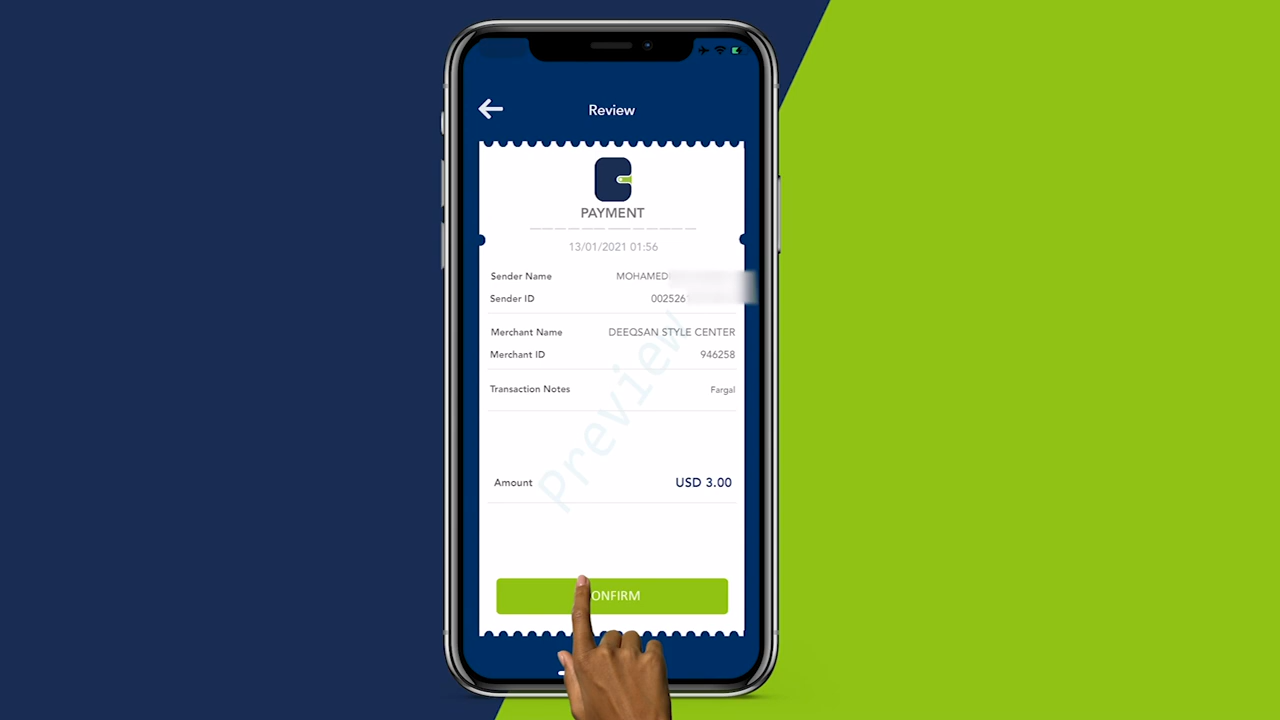 Review
PAYMENT
13/01/2021 01:56
Sender Name MOHAMED
Sender ID 002526
Merchant Name DEEQSAN STYLE CENTER
Merchant ID 946258
Transaction Notes Fargal
Preview
Amount USD 3.00
ONFIRM